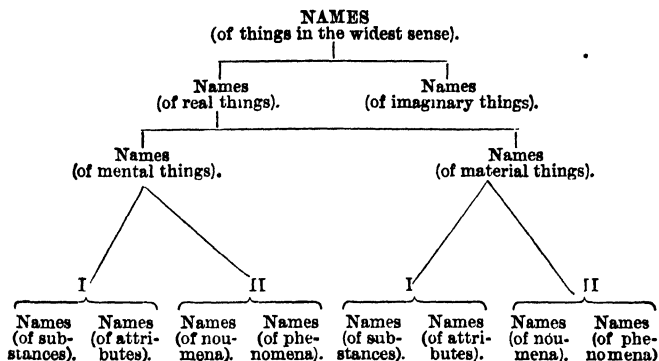 NAMES
(of things in the widest sense).
Names Names
(of real things). (of imaginary things).
Names Names
(of mental things). (of material things).
I II I II
Names Names Names Names Names Names Names Names
(of sub- (of attri- (of nou- (of phe- (of sub- (of attri- (of nóu- (of phe-
stances). butes). mena). nomena). stances). butes). mena). nomena